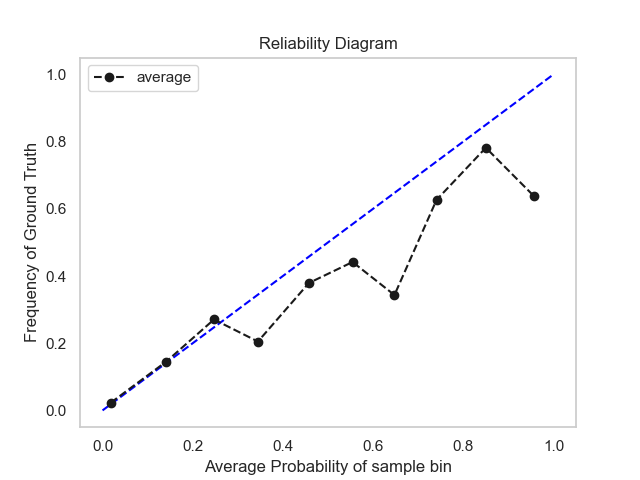 Reliability Diagram
average
Frequency of Ground Truth
1.0
0.8
0.6
0.4
0.2
0.0
0.0 0.2 0.4 0.6 0.8 1.0
Average Probability of sample bin